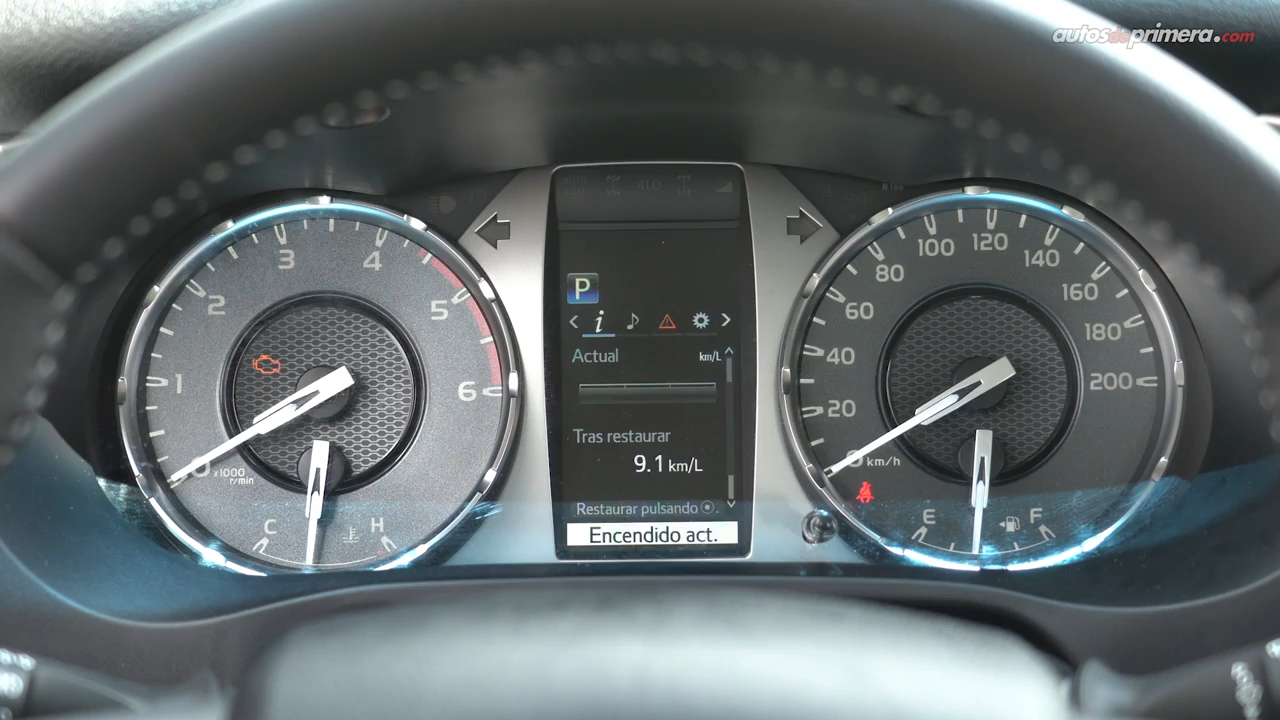 autosdeprimera.com
4LO
1
2
3
4
5
6
x1000
r/min
C
H
P
i
Actual km/L
Tras restaurar
9.1 km/L
Restaurar pulsando
Encendido act.
20
40
60
80
100
120
140
160
180
200
km/h
E
F